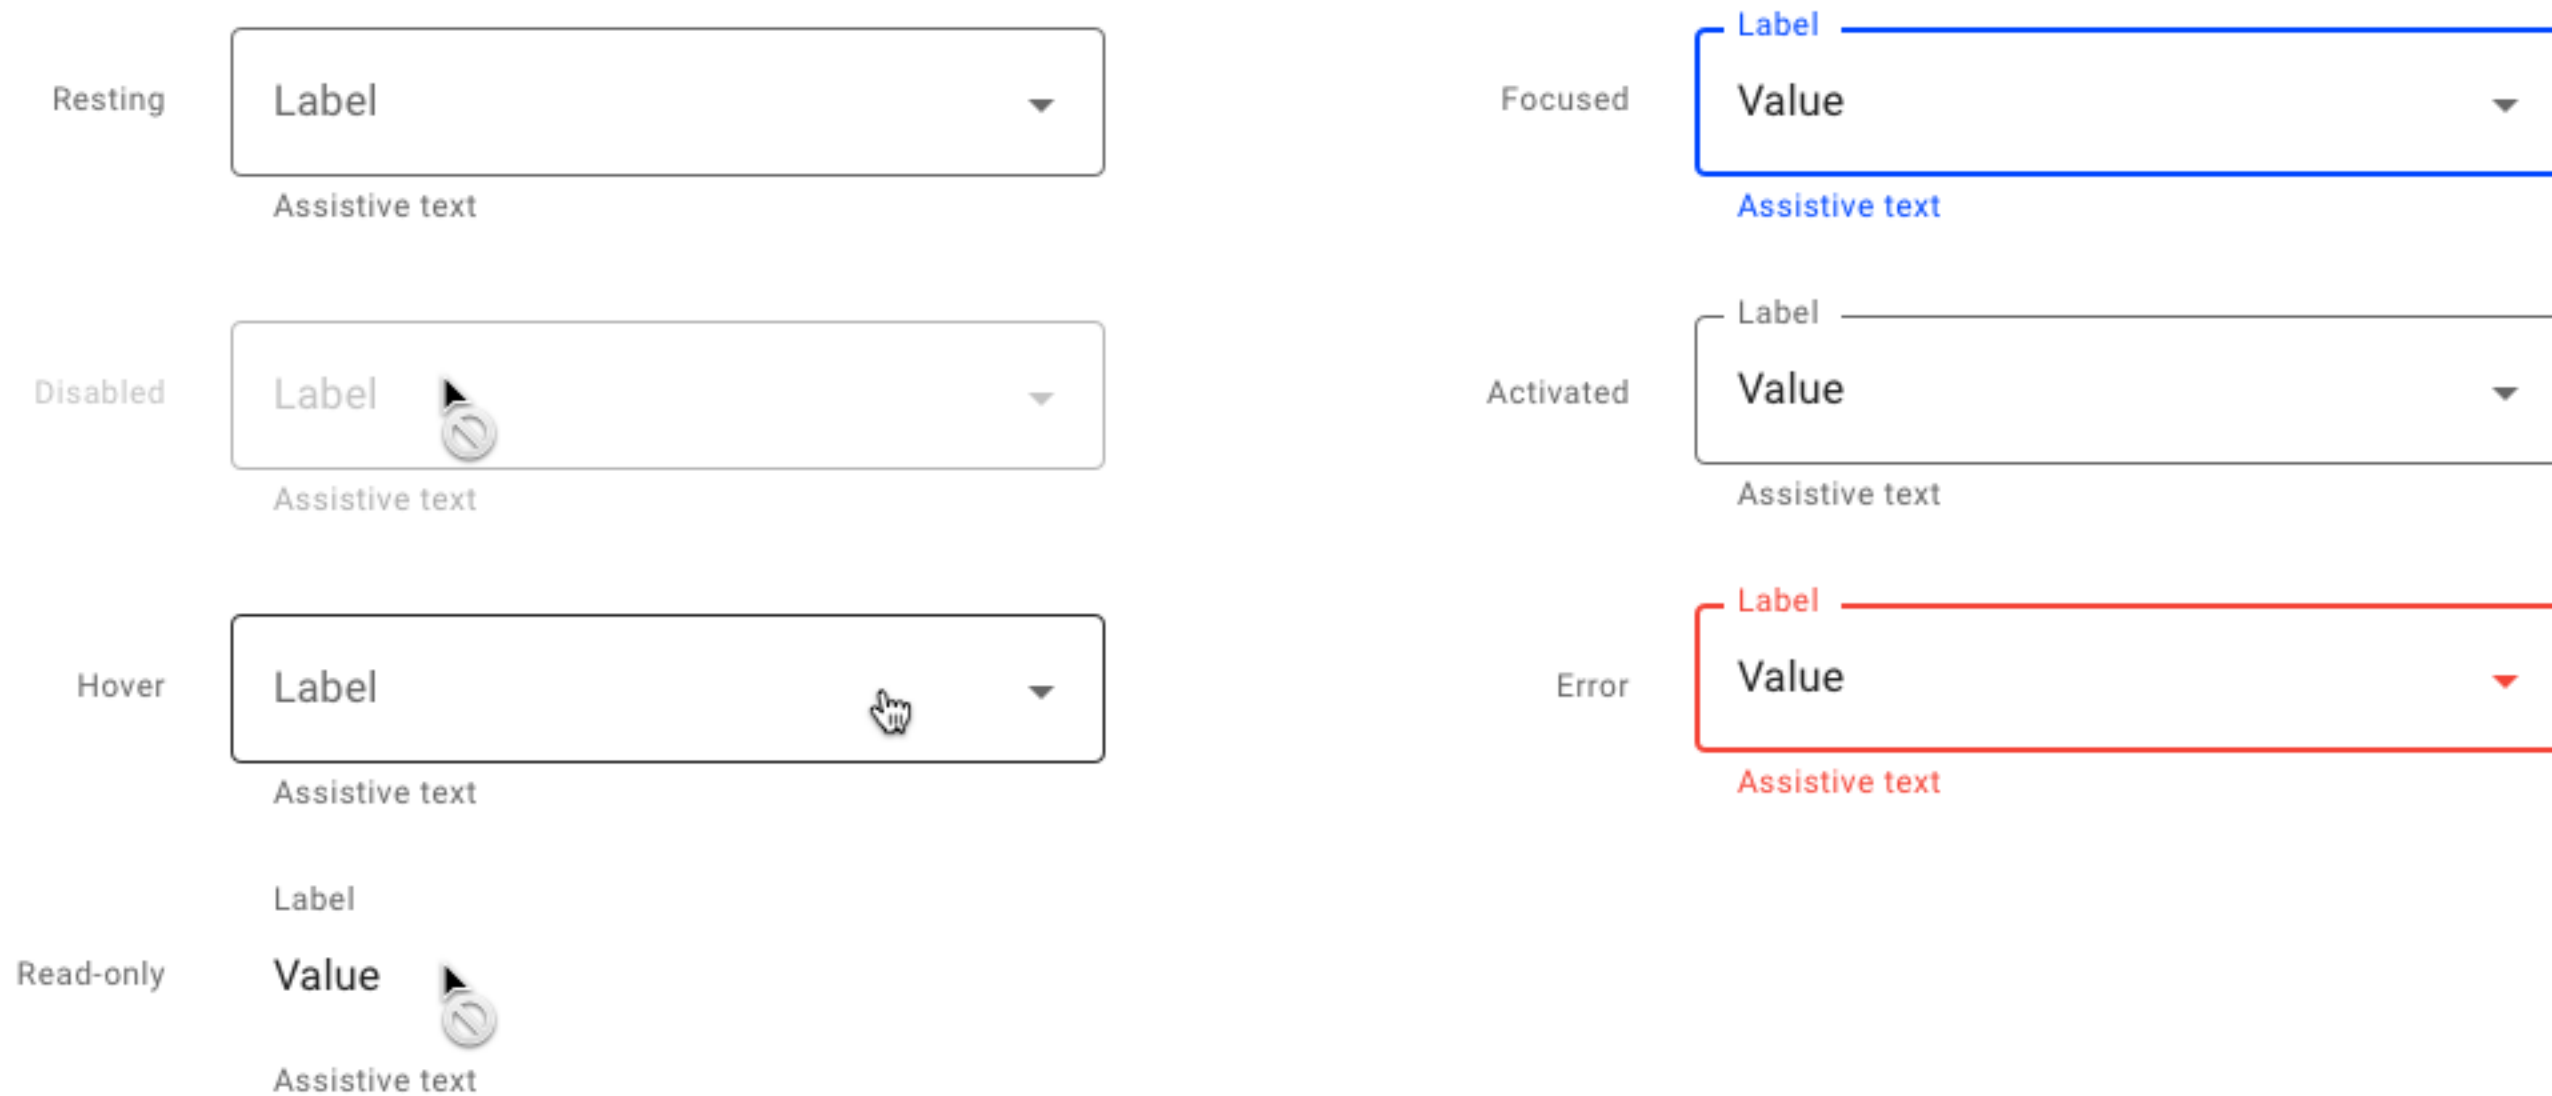 Resting
Label
Assistive text
Disabled
Label
Assistive text
Hover
Label
Assistive text
Label
Read-only
Value
Assistive text
Label
Focused
Value
Assistive text
Label
Activated
Value
Assistive text
Label
Error
Value
Assistive text